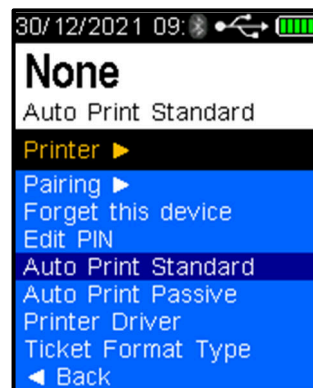 30/12/2021 09:
None
Auto Print Standard
Printer ▶
Pairing ▶
Forget this device
Edit PIN
Auto Print Standard
Auto Print Passive
Printer Driver
Ticket Format Type
◀ Back